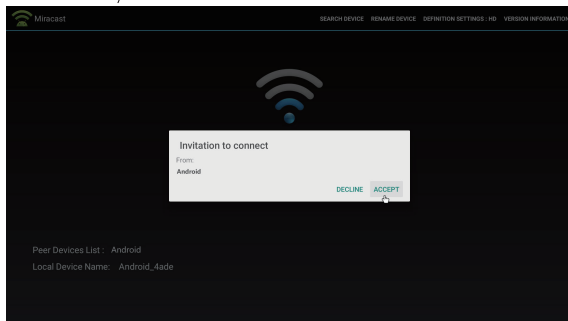 Miracast
SEARCH DEVICE RENAME DEVICE DEFINITION SETTINGS : HD VERSION INFORMATION
Invitation to connect
From:
Android
DECLINE ACCEPT
Peer Devices List : Android
Local Device Name: Android_4ade